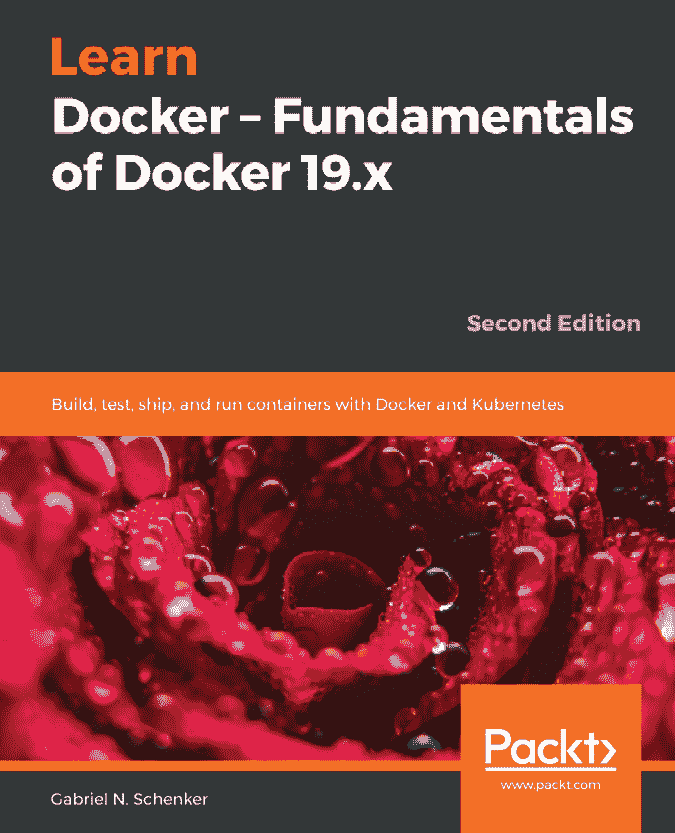 Learn
Docker – Fundamentals
of Docker 19.x
Second Edition
Build, test, ship, and run containers with Docker and Kubernetes
Packt>
www.packt.com
Gabriel N. Schenker